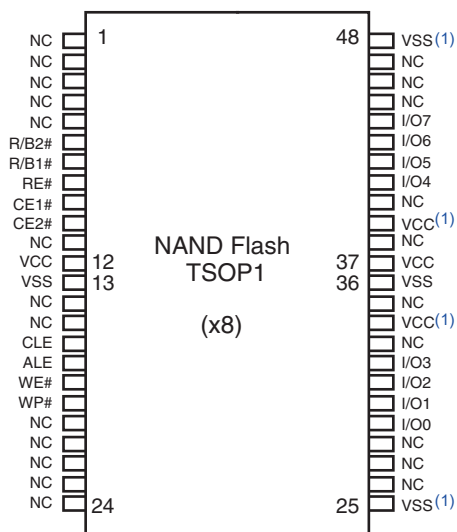 NC 1 48 VSS(1)
NC NC
NC NC
NC NC
NC I/O7
R/B2# I/O6
R/B1# I/O5
RE# I/O4
CE1# NC
CE2# VCC(1)
NC NC
VCC 12 NAND Flash 37 VCC
VSS 13 TSOP1 36 VSS
NC NC
NC (x8) VCC(1)
CLE NC
ALE I/O3
WE# I/O2
WP# I/O1
NC I/O0
NC NC
NC NC
NC NC
NC 24 25 VSS(1)